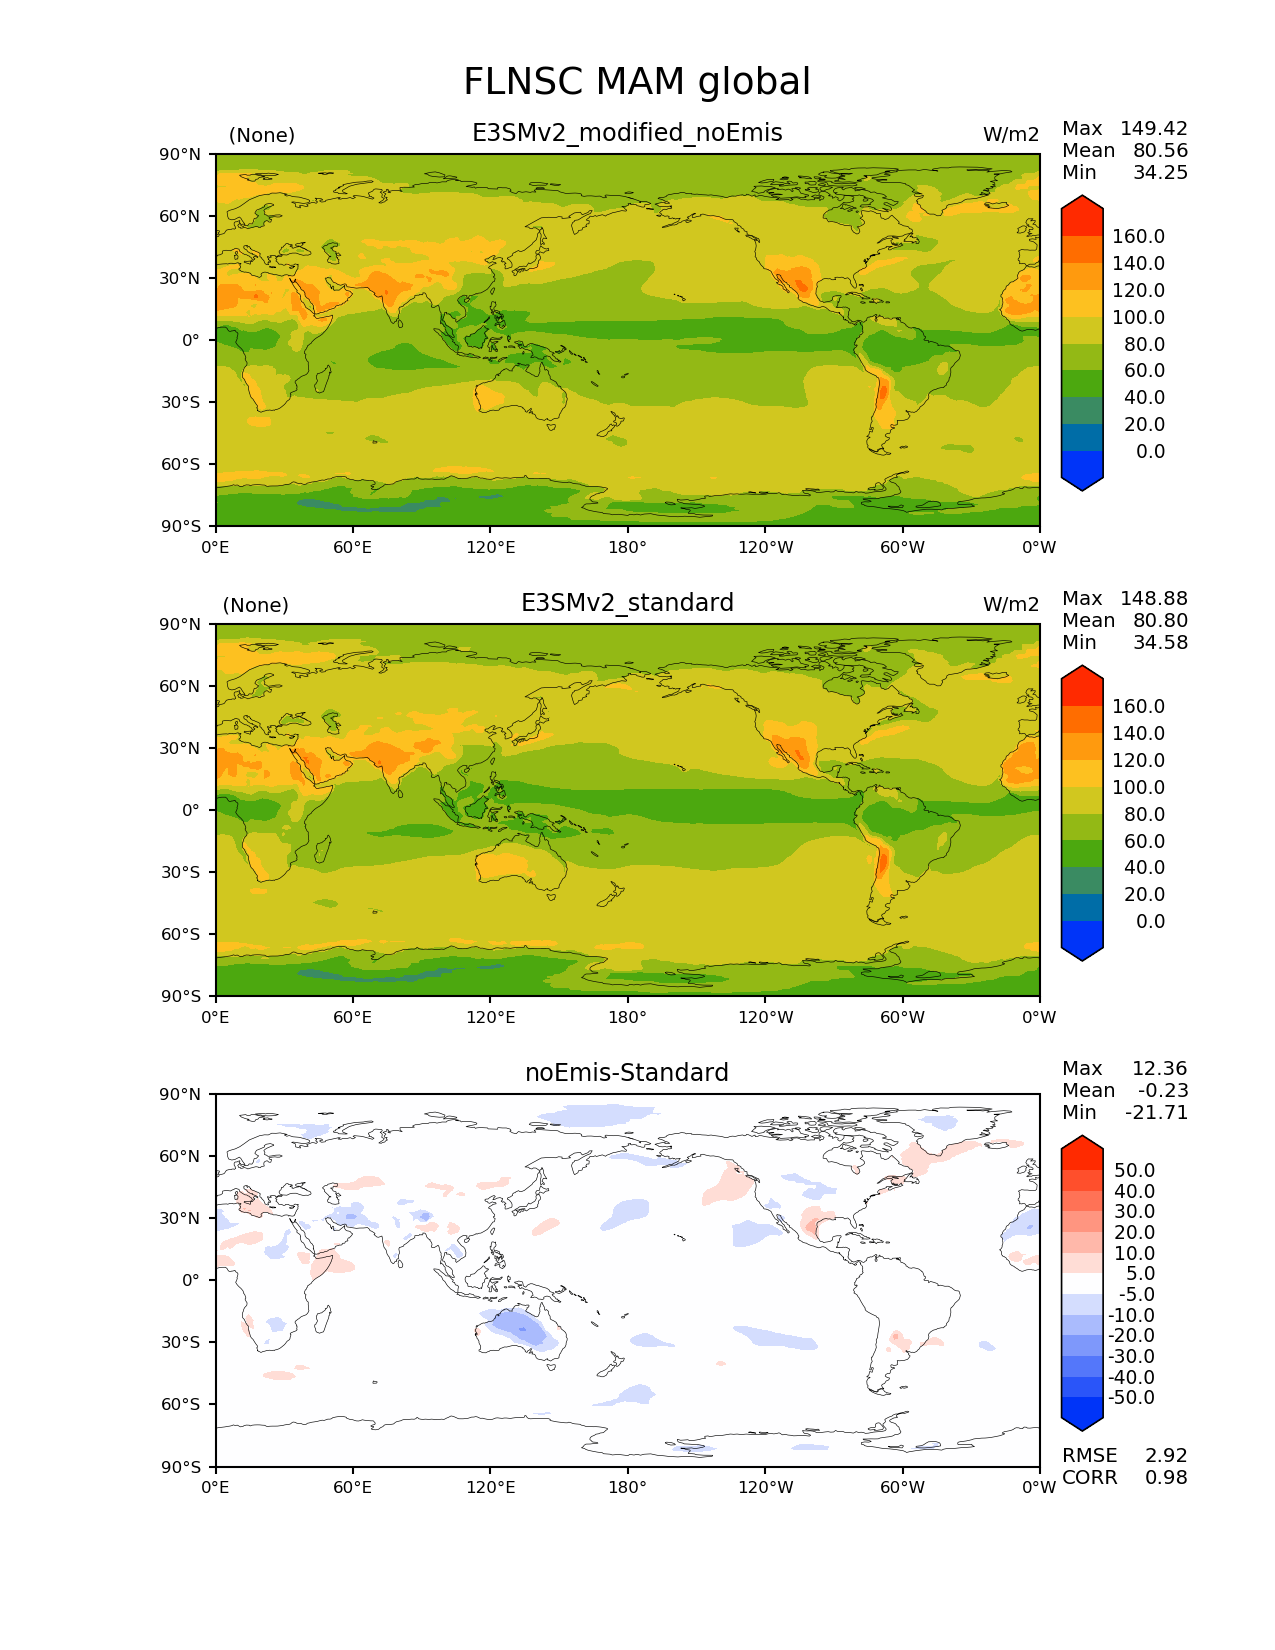 FLNSC MAM global
(None) E3SMv2_modified_noEmis W/m2
Max 149.42
Mean 80.56
Min 34.25
90°N
60°N
30°N
0°
30°S
60°S
90°S
0°E 60°E 120°E 180° 120°W 60°W 0°W
160.0
140.0
120.0
100.0
80.0
60.0
40.0
20.0
0.0
(None) E3SMv2_standard W/m2
Max 148.88
Mean 80.80
Min 34.58
90°N
60°N
30°N
0°
30°S
60°S
90°S
0°E 60°E 120°E 180° 120°W 60°W 0°W
160.0
140.0
120.0
100.0
80.0
60.0
40.0
20.0
0.0
noEmis-Standard
Max 12.36
Mean -0.23
Min -21.71
90°N
60°N
30°N
0°
30°S
60°S
90°S
0°E 60°E 120°E 180° 120°W 60°W 0°W
50.0
40.0
30.0
20.0
10.0
5.0
-5.0
-10.0
-20.0
-30.0
-40.0
-50.0
RMSE 2.92
CORR 0.98